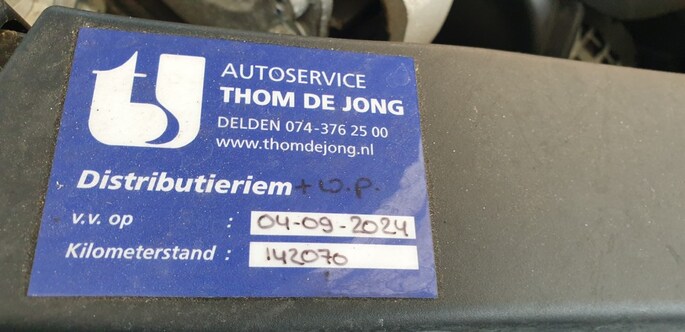 AUTOSERVICE
THOM DE JONG
DELDEN 074-376 25 00
www.thomdejong.nl
Distributieriem + w.p.
v.v. op : 04-09-2024
Kilometerstand : 142070